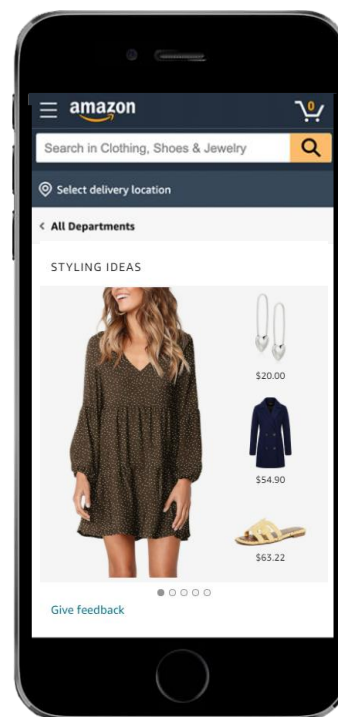 amazon
0
Search in Clothing, Shoes & Jewelry
Select delivery location
< All Departments
STYLING IDEAS
$20.00
$54.90
$63.22
Give feedback